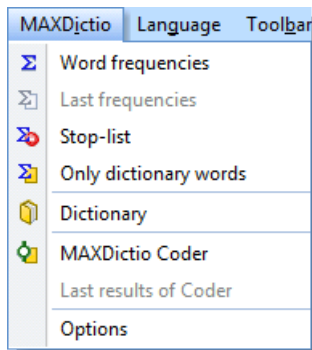 MAXDictio Language Toolbar
Word frequencies
Last frequencies
Stop-list
Only dictionary words
Dictionary
MAXDictio Coder
Last results of Coder
Options